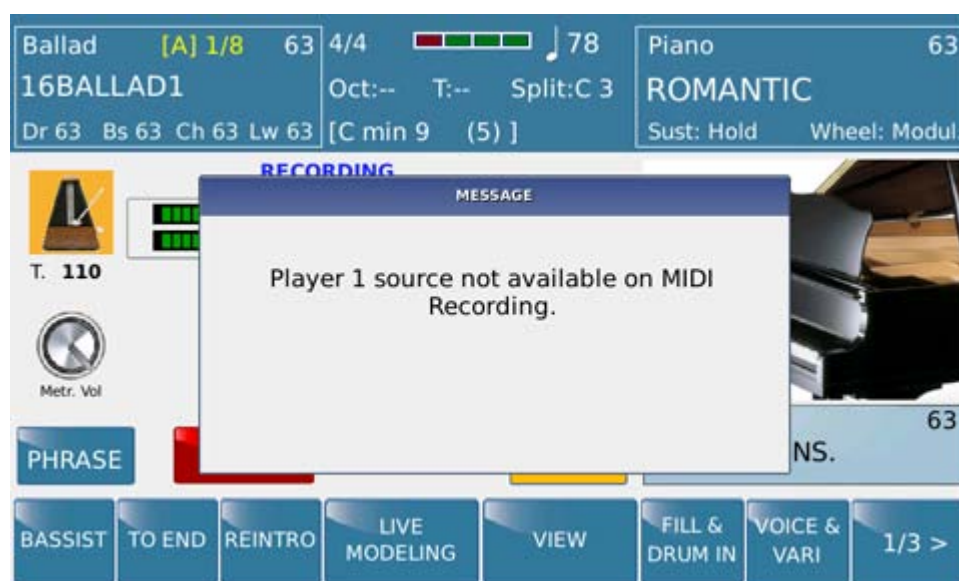 Ballad [A] 1/8 63
16BALLAD1
Dr 63 Bs 63 Ch 63 Lw 63
4/4 78
Oct:-- T:-- Split:C 3
[C min 9 (5) ]
Piano 63
ROMANTIC
Sust: Hold Wheel: Modul.
RECORDING
MESSAGE
Player 1 source not available on MIDI
Recording.
T. 110
Metr. Vol
63
NS.
PHRASE
BASSIST
TO END
REINTRO
LIVE
MODELING
VIEW
FILL &
DRUM IN
VOICE &
VARI
1/3 >